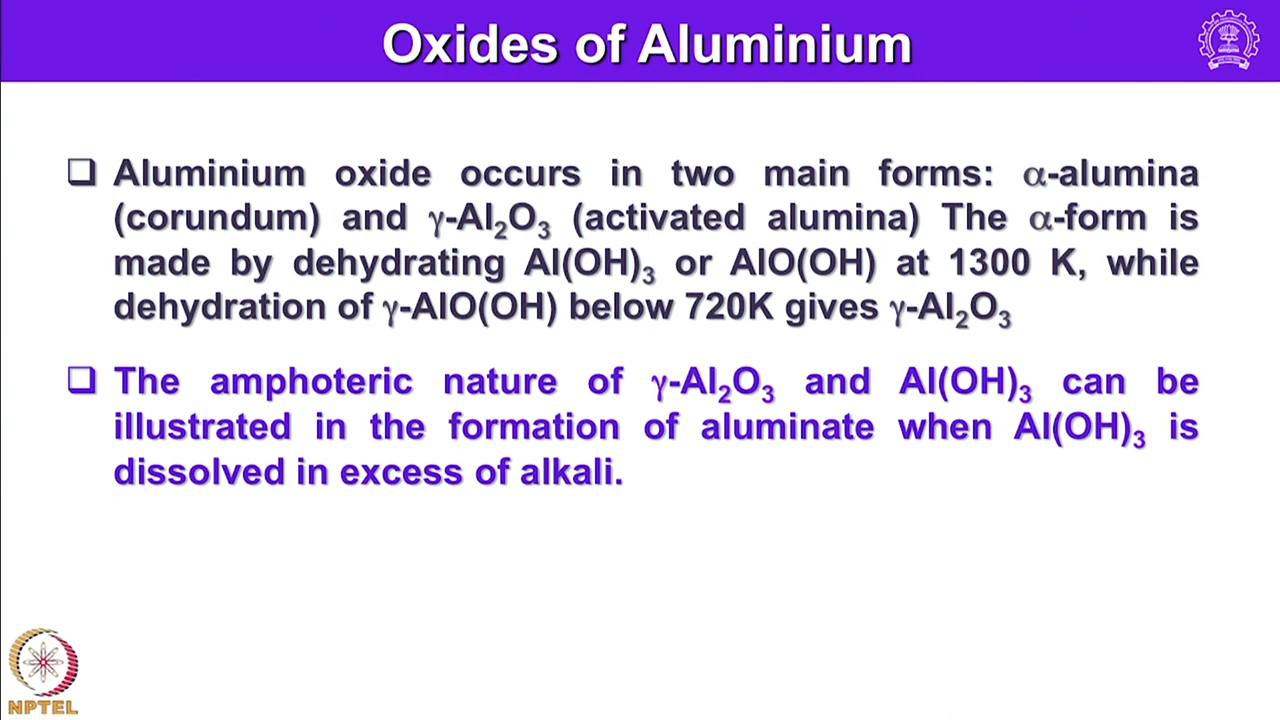 Oxides of Aluminium
❑ Aluminium oxide occurs in two main forms: α-alumina
(corundum) and γ-Al₂O₃ (activated alumina) The α-form is
made by dehydrating Al(OH)₃ or AlO(OH) at 1300 K, while
dehydration of γ-AlO(OH) below 720K gives γ-Al₂O₃
❑ The amphoteric nature of γ-Al₂O₃ and Al(OH)₃ can be
illustrated in the formation of aluminate when Al(OH)₃ is
dissolved in excess of alkali.
NPTEL